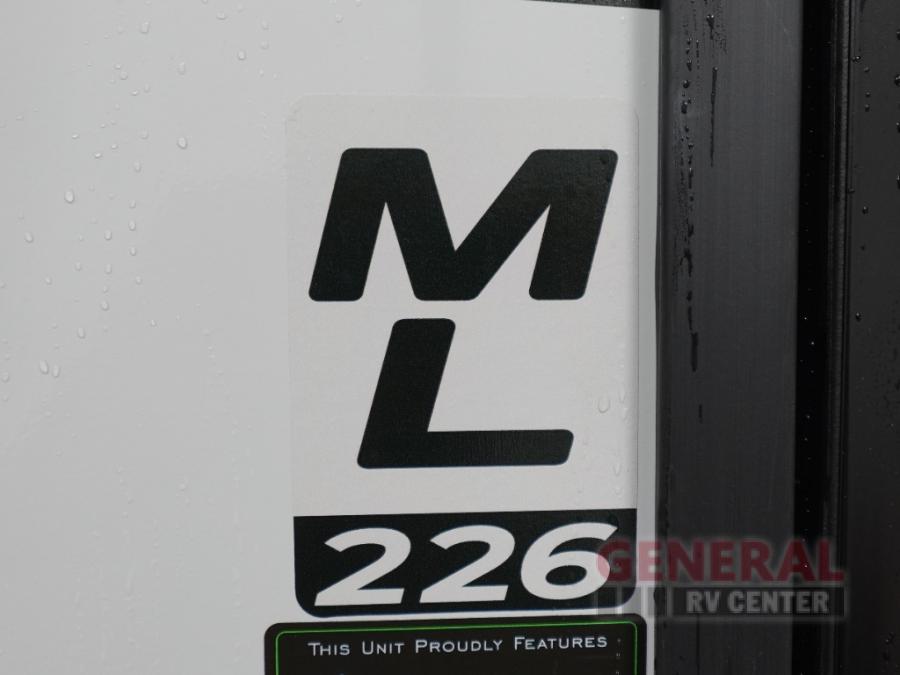 M
L
226
GENERAL
RV CENTER
THIS UNIT PROUDLY FEATURES